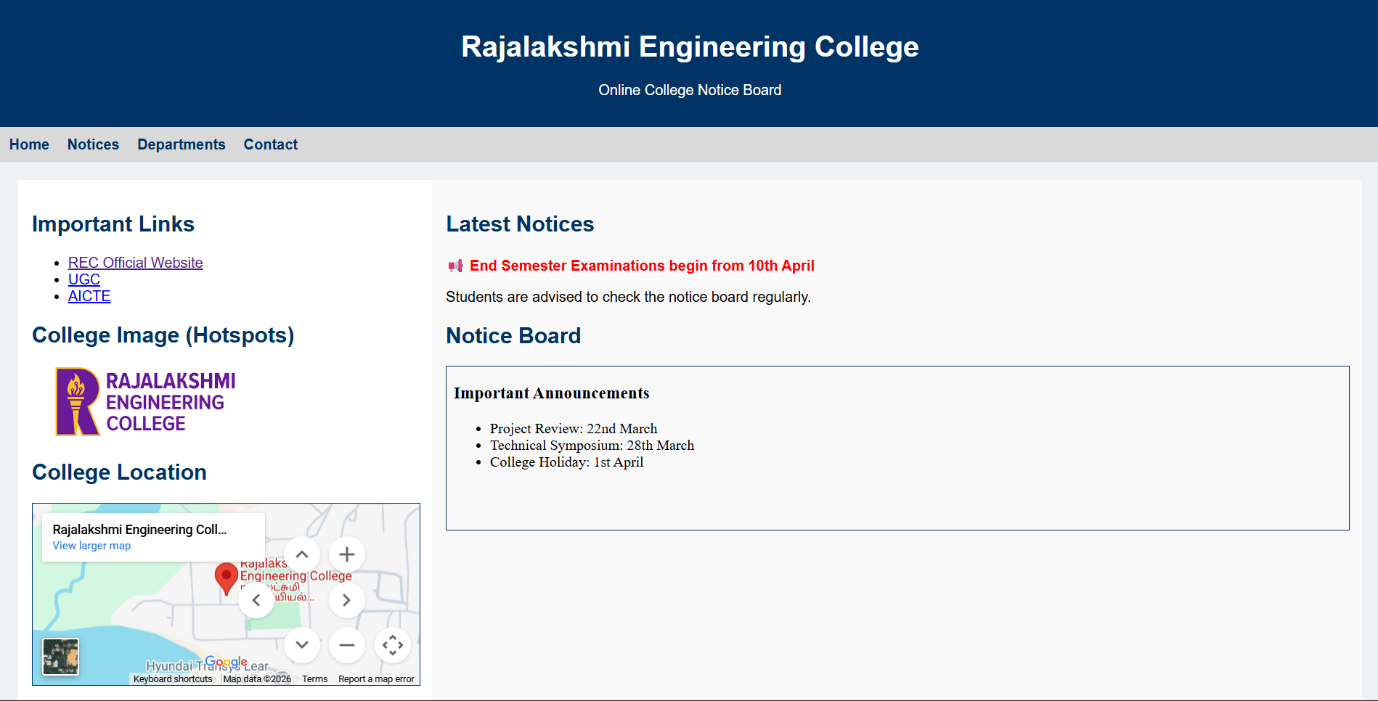 Rajalakshmi Engineering College
Online College Notice Board
Home Notices Departments Contact
Important Links
REC Official Website
UGC
AICTE
College Image (Hotspots)
RAJALAKSHMI
ENGINEERING
COLLEGE
College Location
Rajalakshmi Engineering Coll...
View larger map
Rajalaks
Engineering College
Hyundai Transys Lear
Google
Keyboard shortcuts Map data ©2026 Terms Report a map error
Latest Notices
End Semester Examinations begin from 10th April
Students are advised to check the notice board regularly.
Notice Board
Important Announcements
Project Review: 22nd March
Technical Symposium: 28th March
College Holiday: 1st April